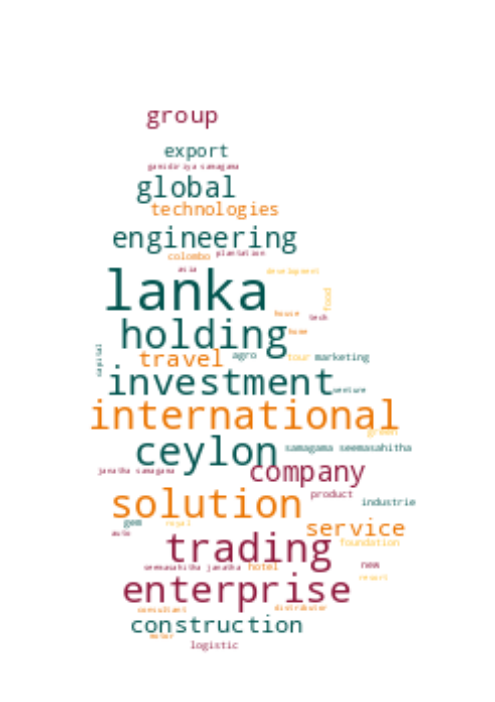 group
export
gamidiriya samagama
global
technologies
engineering
colombo plantation
asia development
lanka
food
house tech
holding home
travel agro tour marketing
capital
investment venture
international
green
ceylon samagama seemasahitha
janatha samagama company
solution product
industrie
gem royal service
auto foundation
trading
seemasahitha janatha hotel new
resort
enterprise
consultant distributor
construction
motor
logistic